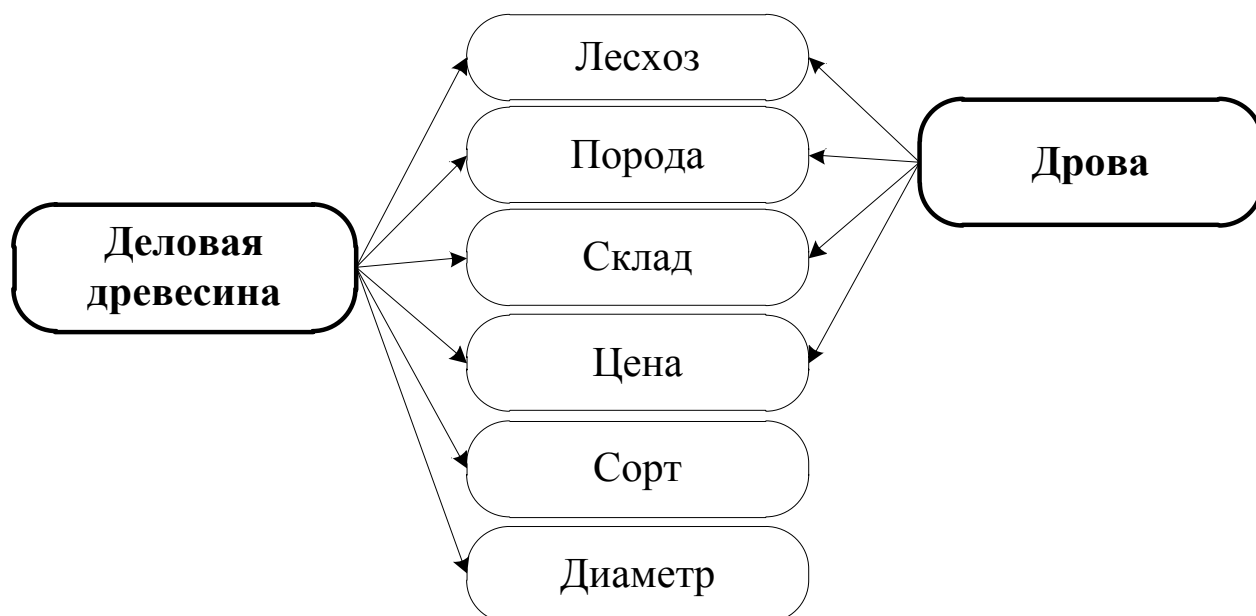 Лесхоз
Порода
Дрова
Деловая
древесина
Склад
Цена
Сорт
Диаметр